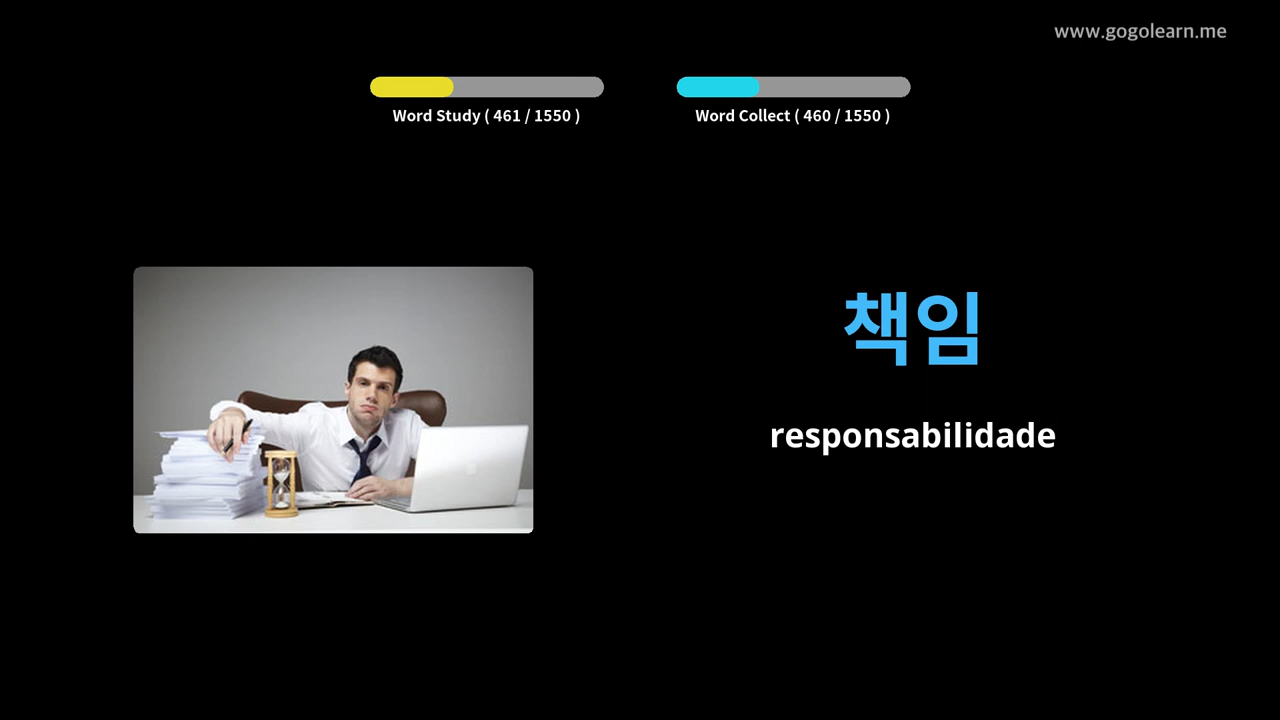 www.gogolearn.me
Word Study ( 461 / 1550 )
Word Collect ( 460 / 1550 )
책임
responsabilidade